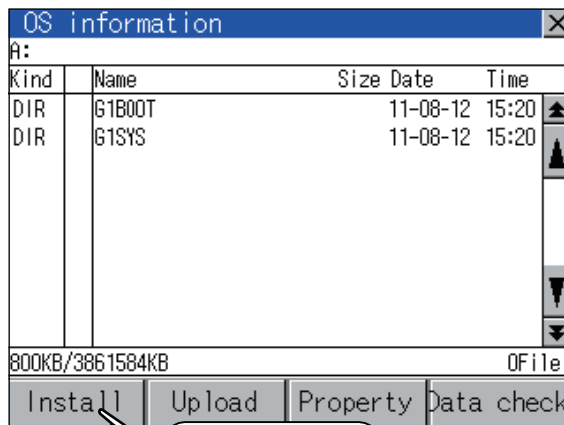 OS information
A:
Kind Name Size Date Time
DIR G1BOOT 11-08-12 15:20
DIR G1SYS 11-08-12 15:20
800KB/3861584KB 0File
Install Upload Property Data check